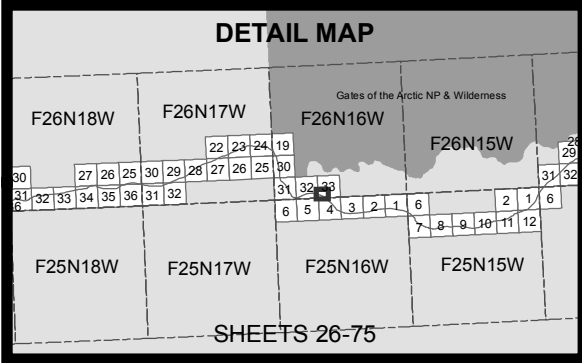 DETAIL MAP
Gates of the Arctic NP & Wilderness
F26N18W F26N17W F26N16W F26N15W
22 23 24 19
28
29
30 27 26 25 30 29 28 27 26 25 30
31 32 33
31 32
31 32 33 34 35 36 31 32
6
6 5 4 3 2 1 6
2 1 6
7 8 9 10 11 12
F25N18W F25N17W F25N16W F25N15W
SHEETS 26-75